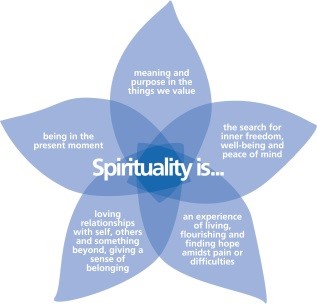 meaning and
purpose in the
things we value
being in the
present moment
the search for
inner freedom,
well-being and
peace of mind
Spirituality is...
loving
relationships
with self, others
and something
beyond, giving a
sense of
belonging
an experience
of living,
flourishing and
finding hope
amidst pain or
difficulties